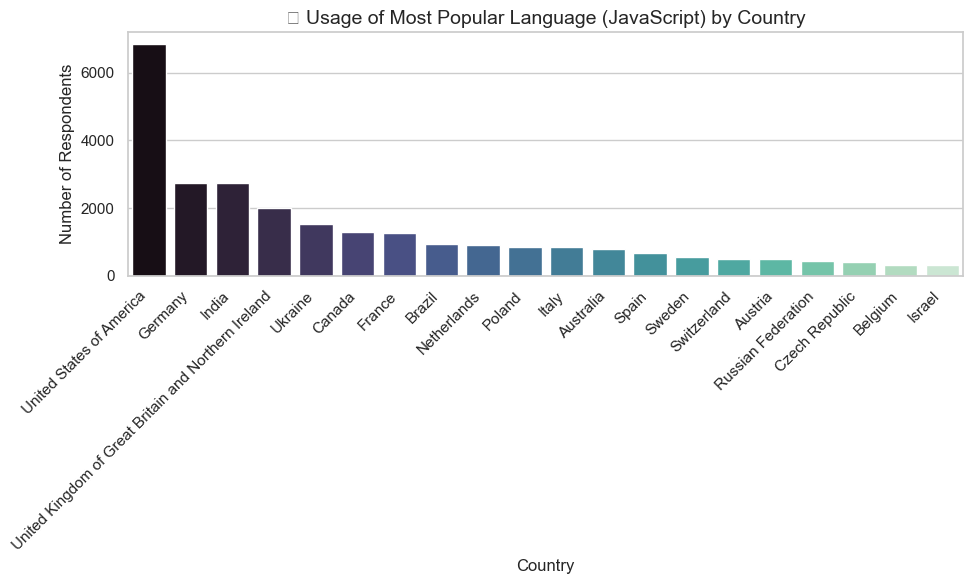 Usage of Most Popular Language (JavaScript) by Country
Number of Respondents
6000
4000
2000
0
United States of America
Germany
India
United Kingdom of Great Britain and Northern Ireland
Ukraine
Canada
France
Brazil
Netherlands
Poland
Italy
Australia
Spain
Sweden
Switzerland
Austria
Russian Federation
Czech Republic
Belgium
Israel
Country